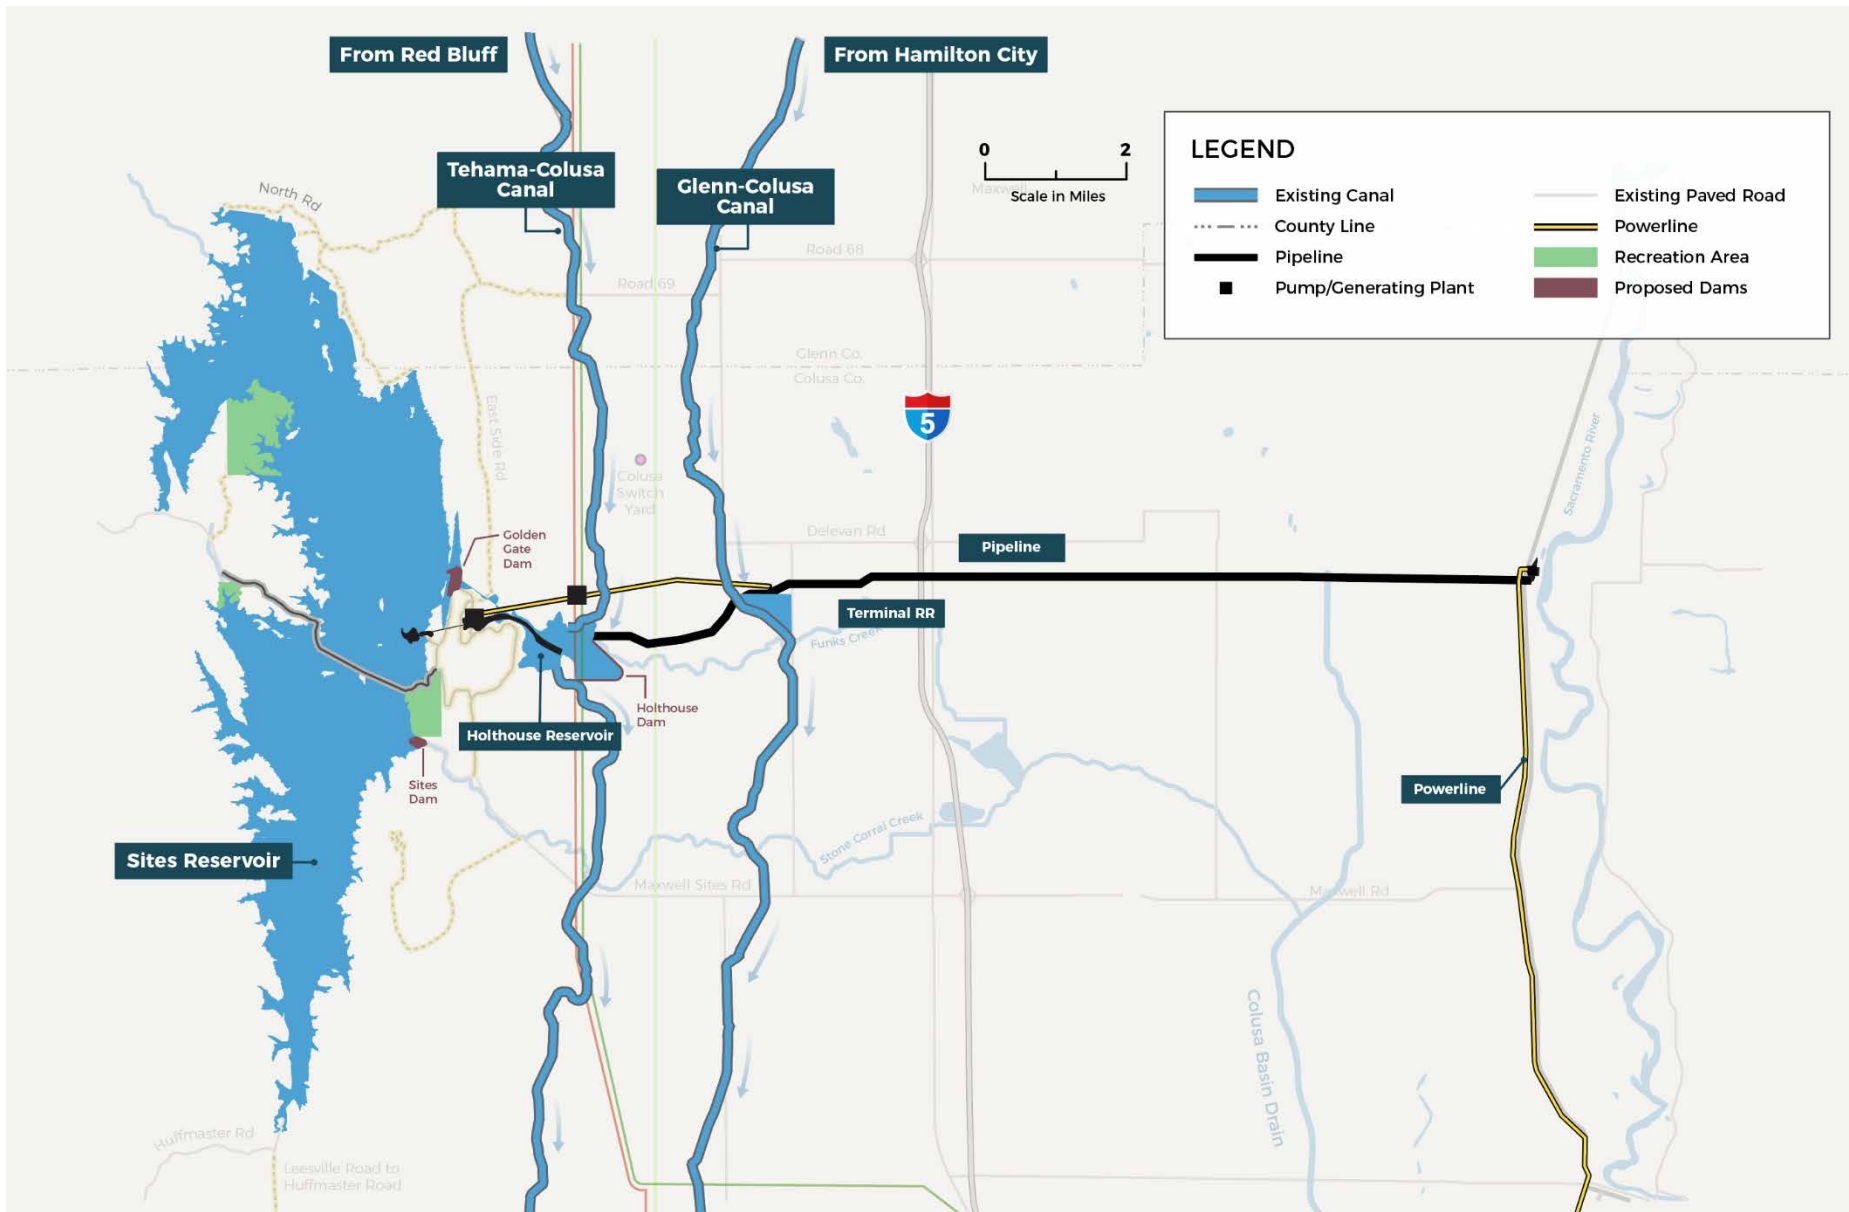 From Red Bluff
From Hamilton City
Tehama-Colusa
Canal
Glenn-Colusa
Canal
0
2
Scale in Miles
Maxwell
LEGEND
Existing Canal
County Line
Pipeline
Pump/Generating Plant
Existing Paved Road
Powerline
Recreation Area
Proposed Dams
North Rd
Road 68
Road 69
Glenn Co.
Colusa Co.
East Side Rd
5
Sacramento River
Colusa
Switch
Yard
Golden
Gate
Dam
Delevan Rd
Pipeline
Terminal RR
Funks Creek
Holthouse
Dam
Holthouse Reservoir
Sites
Dam
Powerline
Stone Corral Creek
Sites Reservoir
Maxwell Sites Rd
Maxwell Rd
Colusa Basin Drain
Huffmaster Rd
Leesville Road to
Huffmaster Road